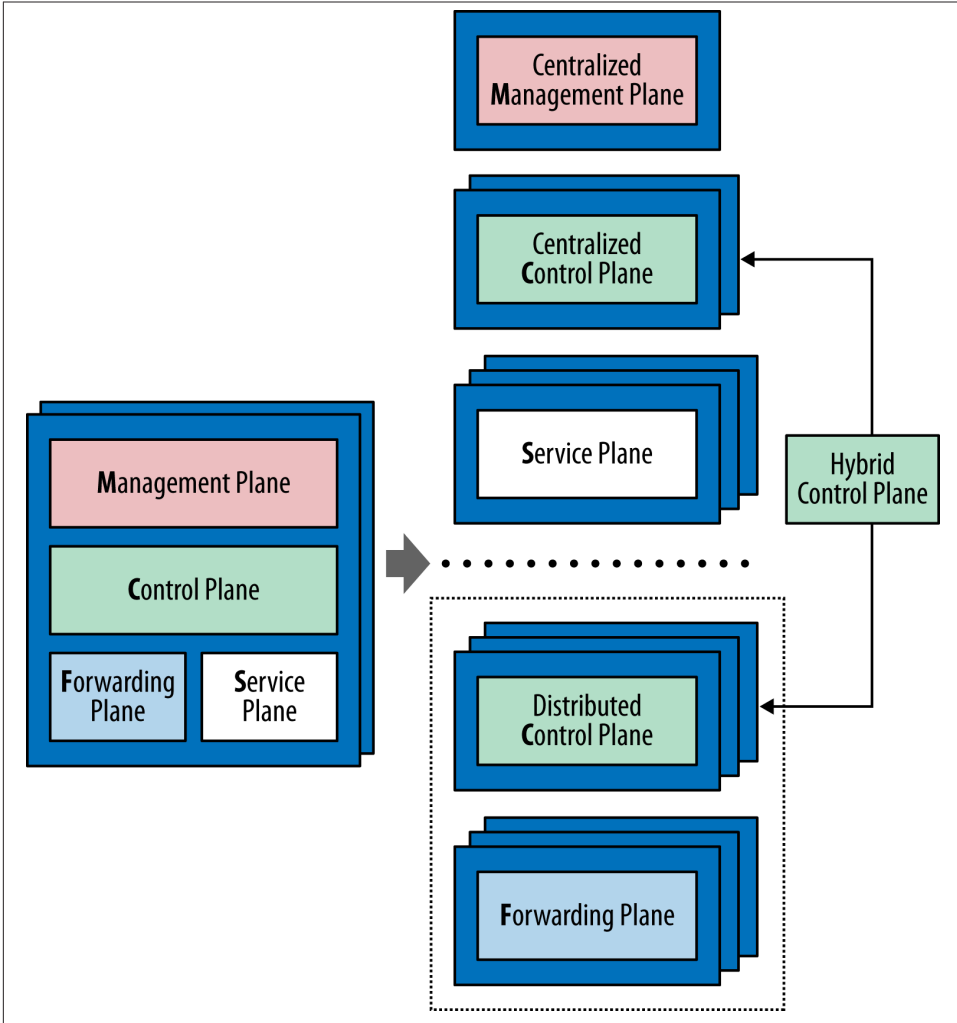 Centralized
Management Plane
Centralized
Control Plane
Service Plane
Hybrid
Control Plane
Management Plane
Control Plane
Forwarding
Plane
Service
Plane
Distributed
Control Plane
Forwarding Plane